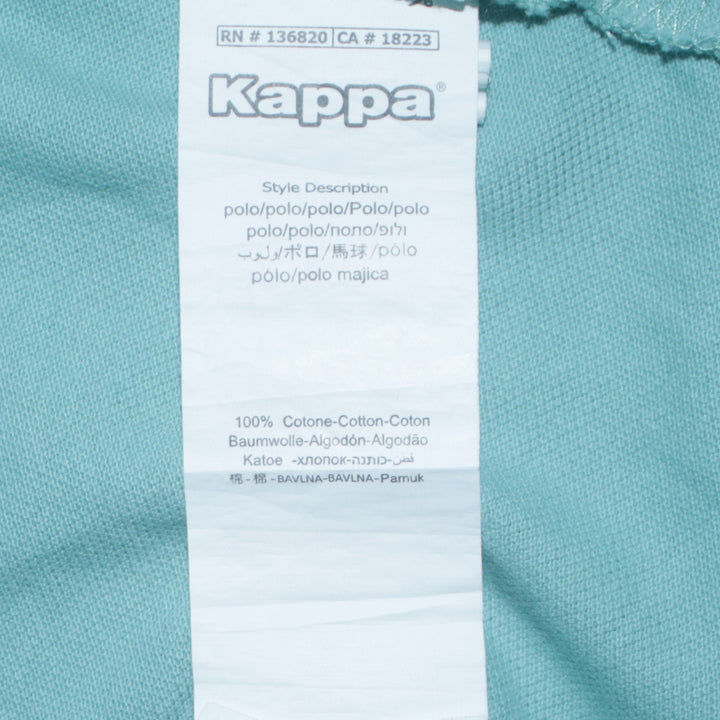 RN # 136820 CA # 18223
Kappa®
Style Description
polo/polo/polo/Polo/polo
polo/polo/поло/פולו
بولو/ポロ/馬球/pólo
pólo/polo majica
100% Cotone-Cotton-Coton
Baumwolle-Algodón-Algodão
Katoe -хлопок-כותנה-قطن
棉-棉-BAVLNA-BAVLNA-Pamuk